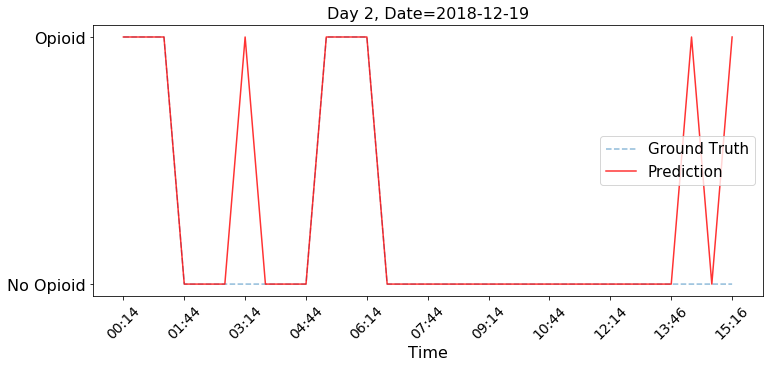 Day 2, Date=2018-12-19
Opioid
No Opioid
Ground Truth
Prediction
00:14 01:44 03:14 04:44 06:14 07:44 09:14 10:44 12:14 13:46 15:16
Time